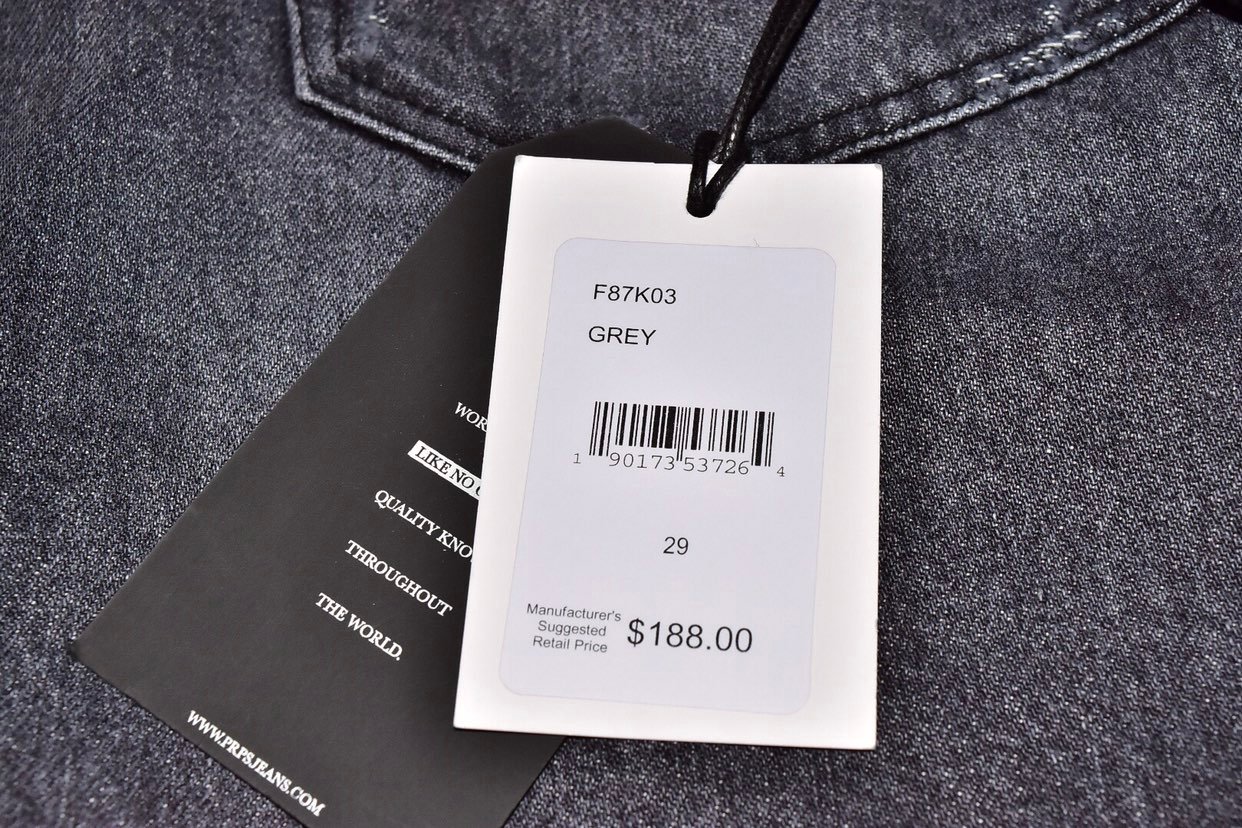 F87K03
GREY
1 90173 53726 4
29
Manufacturer's
Suggested
Retail Price
$188.00
LIKE NO
QUALITY
THROUGHOUT
THE WORLD.
WWW.PRPSJEANS.COM